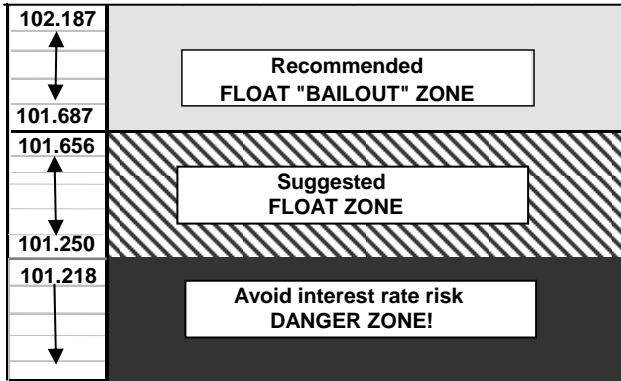 102.187
Recommended
FLOAT "BAILOUT" ZONE
101.687
101.656
Suggested
FLOAT ZONE
101.250
101.218
Avoid interest rate risk
DANGER ZONE!